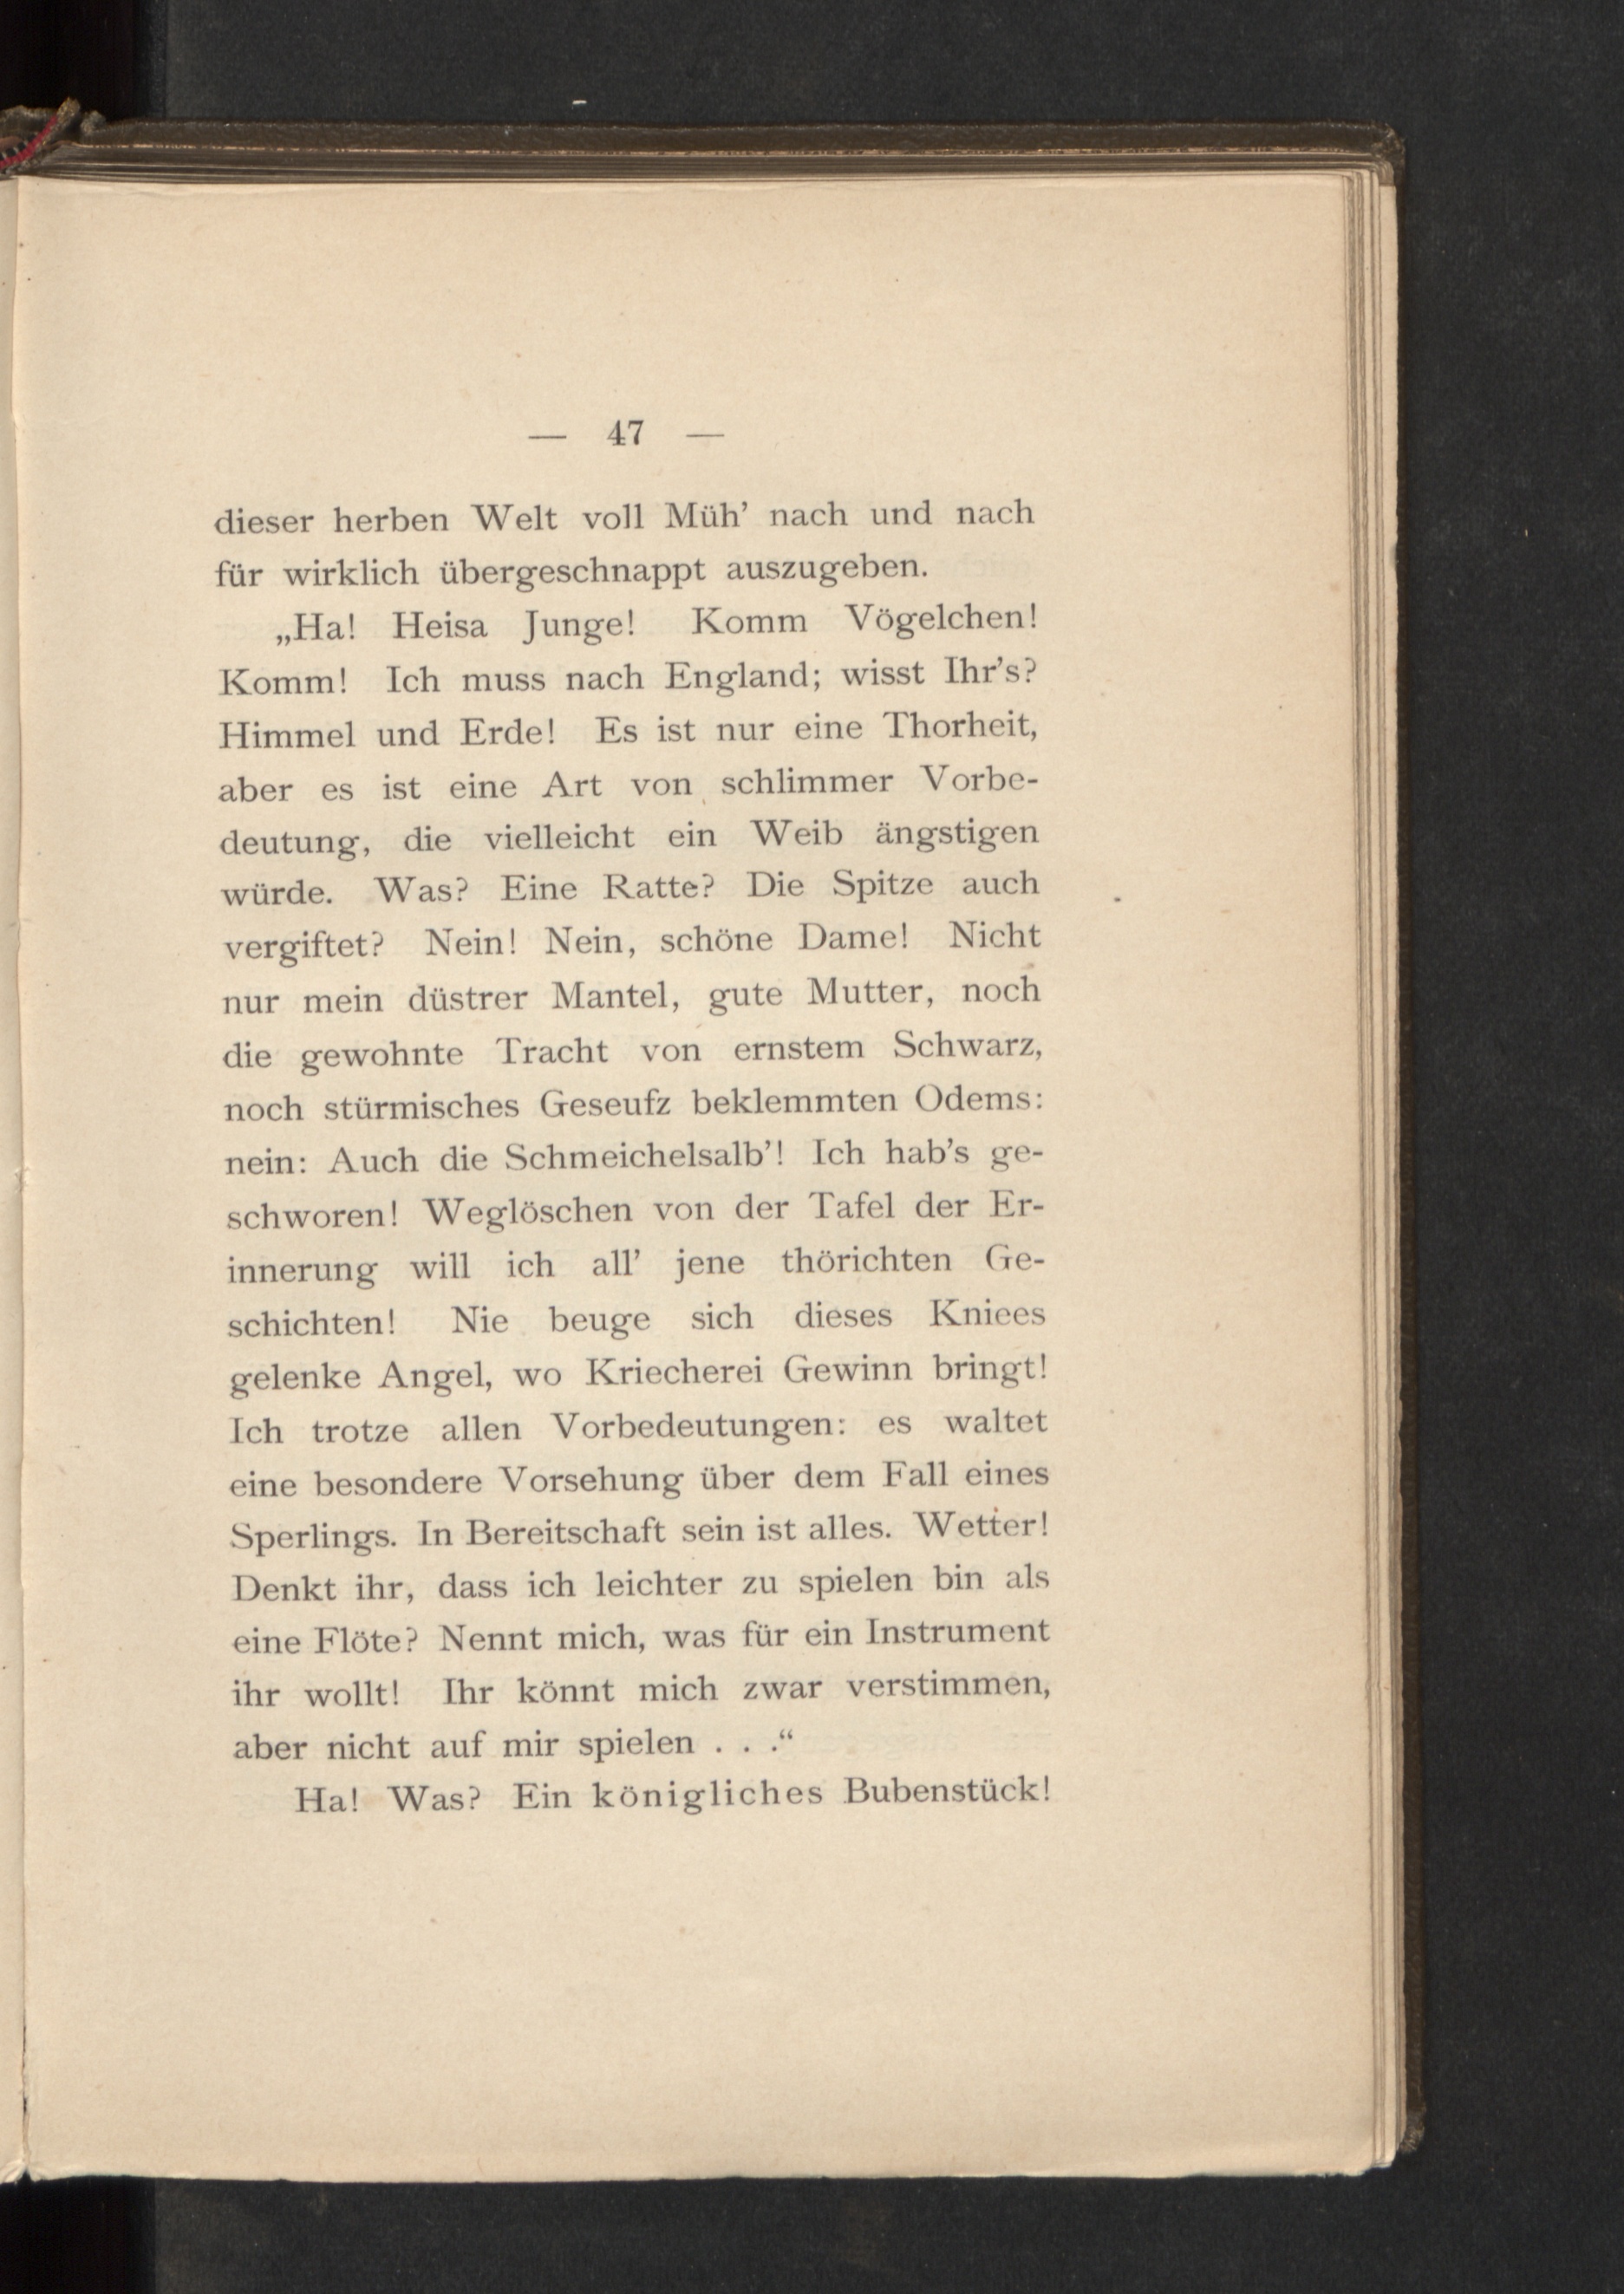 — 47 —
dieser herben Welt voll Müh’ nach und nach
für wirklich übergeschnappt auszugeben.
„Ha! Heisa Junge! Komm Vögelchen!
Komm! Ich muss nach England; wisst Ihr’s?
Himmel und Erde! Es ist nur eine Thorheit,
aber es ist eine Art von schlimmer Vorbe-
deutung, die vielleicht ein Weib ängstigen
würde. Was? Eine Ratte? Die Spitze auch
vergiftet? Nein! Nein, schöne Dame! Nicht
nur mein düstrer Mantel, gute Mutter, noch
die gewohnte Tracht von ernstem Schwarz,
noch stürmisches Geseufz beklemmten Odems:
nein: Auch die Schmeichelsalb’! Ich hab’s ge-
schworen! Weglöschen von der Tafel der Er-
innerung will ich all’ jene thörichten Ge-
schichten! Nie beuge sich dieses Kniees
gelenke Angel, wo Kriecherei Gewinn bringt!
Ich trotze allen Vorbedeutungen: es waltet
eine besondere Vorsehung über dem Fall eines
Sperlings. In Bereitschaft sein ist alles. Wetter!
Denkt ihr, dass ich leichter zu spielen bin als
eine Flöte? Nennt mich, was für ein Instrument
ihr wollt! Ihr könnt mich zwar verstimmen,
aber nicht auf mir spielen . . .“
Ha! Was? Ein königliches Bubenstück!